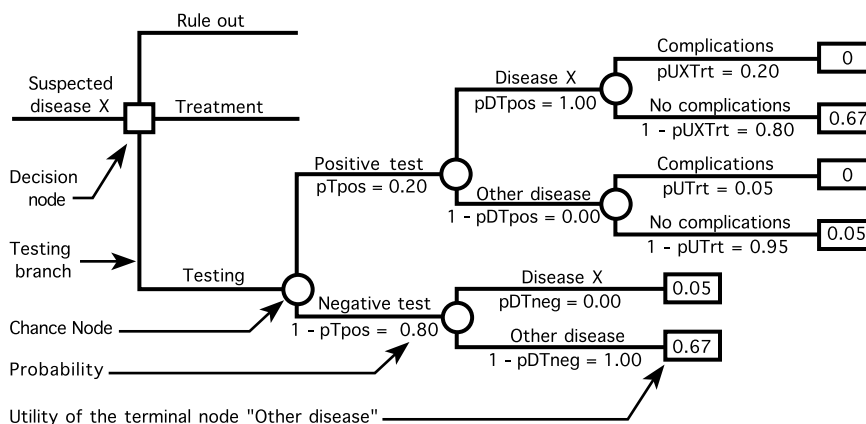 Rule out
Suspected
disease X
Treatment
Decision
node
Testing
branch
Testing
Chance Node
Probability
Utility of the terminal node "Other disease"
Positive test
pTpos = 0.20
Negative test
1 - pTpos = 0.80
Disease X
pDTpos = 1.00
Other disease
1 - pDTpos = 0.00
Disease X
pDTneg = 0.00
Other disease
1 - pDTneg = 1.00
Complications
pUXTrt = 0.20
No complications
1 - pUXTrt = 0.80
Complications
pUTrt = 0.05
No complications
1 - pUTrt = 0.95
0
0.67
0
0.05
0.05
0.67